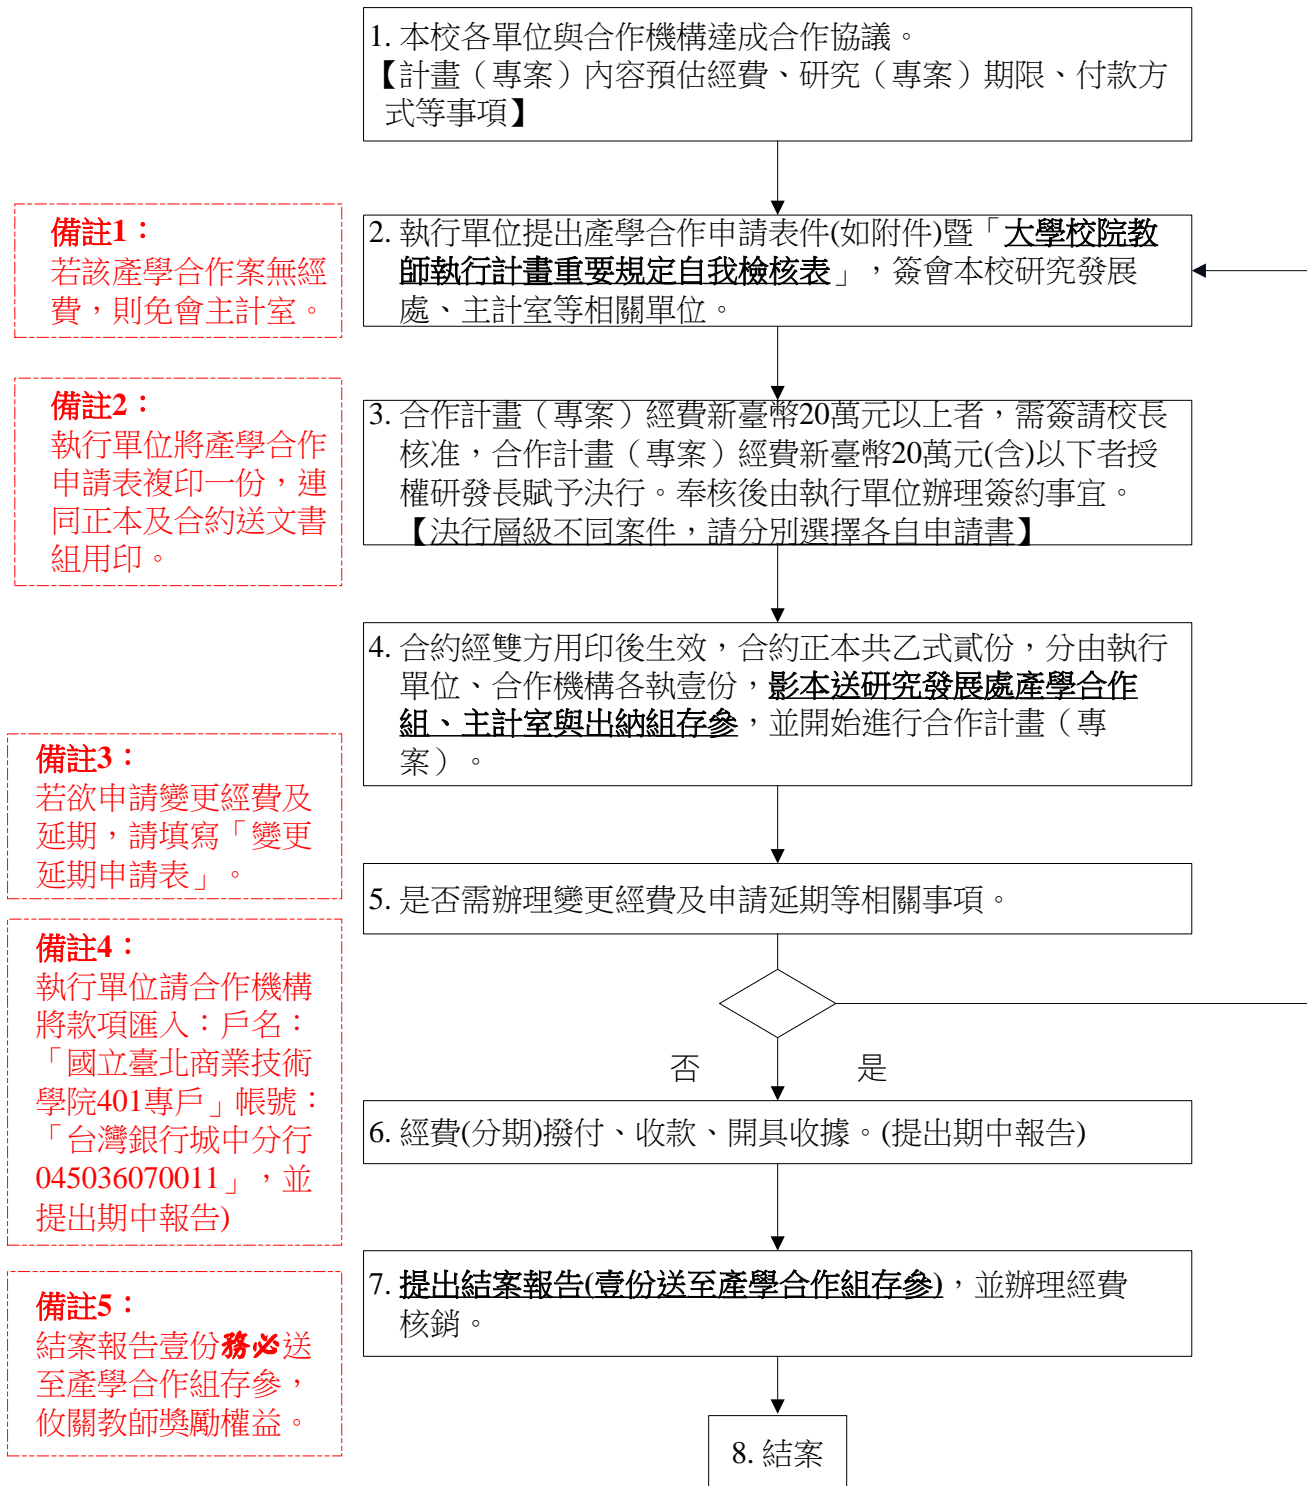 1. 本校各單位與合作機構達成合作協議。
【計畫（專案）內容預估經費、研究（專案）期限、付款方
式等事項】
備註1：
若該產學合作案無經
費，則免會主計室。
2. 執行單位提出產學合作申請表件(如附件)暨「大學校院教
師執行計畫重要規定自我檢核表」，簽會本校研究發展
處、主計室等相關單位。
備註2：
執行單位將產學合作
申請表複印一份，連
同正本及合約送文書
組用印。
3. 合作計畫（專案）經費新臺幣20萬元以上者，需簽請校長
核准，合作計畫（專案）經費新臺幣20萬元(含)以下者授
權研發長賦予決行。奉核後由執行單位辦理簽約事宜。
【決行層級不同案件，請分別選擇各自申請書】
4. 合約經雙方用印後生效，合約正本共乙式貳份，分由執行
單位、合作機構各執壹份，影本送研究發展處產學合作
組、主計室與出納組存參，並開始進行合作計畫（專
案）。
備註3：
若欲申請變更經費及
延期，請填寫「變更
延期申請表」。
5. 是否需辦理變更經費及申請延期等相關事項。
備註4：
執行單位請合作機構
將款項匯入：戶名：
「國立臺北商業技術
學院401專戶」帳號：
「台灣銀行城中分行
045036070011」，並
提出期中報告)
否
是
6. 經費(分期)撥付、收款、開具收據。(提出期中報告)
7. 提出結案報告(壹份送至產學合作組存參)，並辦理經費
核銷。
備註5：
結案報告壹份務必送
至產學合作組存參，
攸關教師獎勵權益。
8. 結案